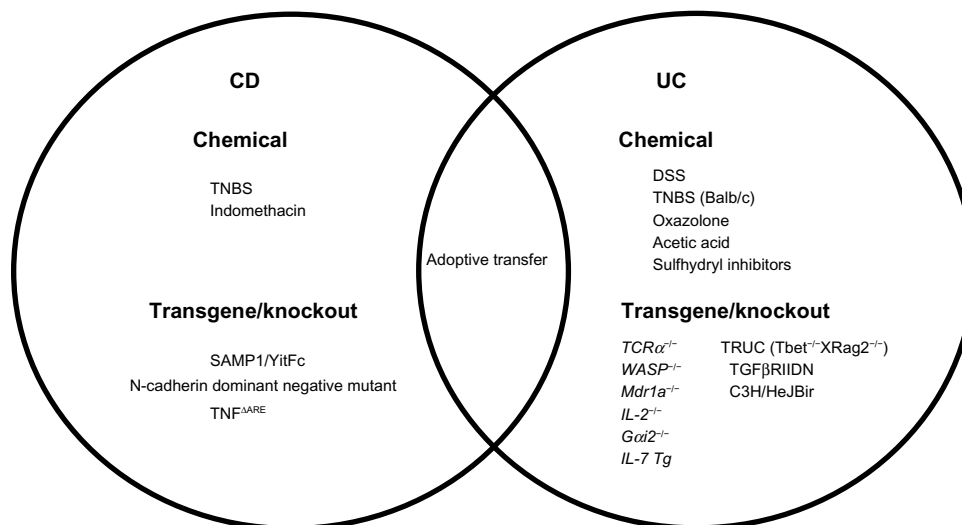 CD
Chemical
TNBS
Indomethacin
Transgene/knockout
SAMP1/YitFc
N-cadherin dominant negative mutant
TNF^ΔARE
Adoptive transfer
UC
Chemical
DSS
TNBS (Balb/c)
Oxazolone
Acetic acid
Sulfhydryl inhibitors
Transgene/knockout
TCRα⁻/⁻ TRUC (Tbet⁻/⁻XRag2⁻/⁻)
WASP⁻/⁻ TGFβRIIDN
Mdr1a⁻/⁻ C3H/HeJBir
IL-2⁻/⁻
Gαi2⁻/⁻
IL-7 Tg